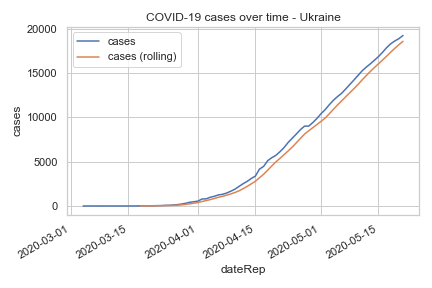 COVID-19 cases over time - Ukraine
cases
cases (rolling)
20000
15000
10000
5000
0
cases
2020-03-01
2020-03-15
2020-04-01
2020-04-15
2020-05-01
2020-05-15
dateRep